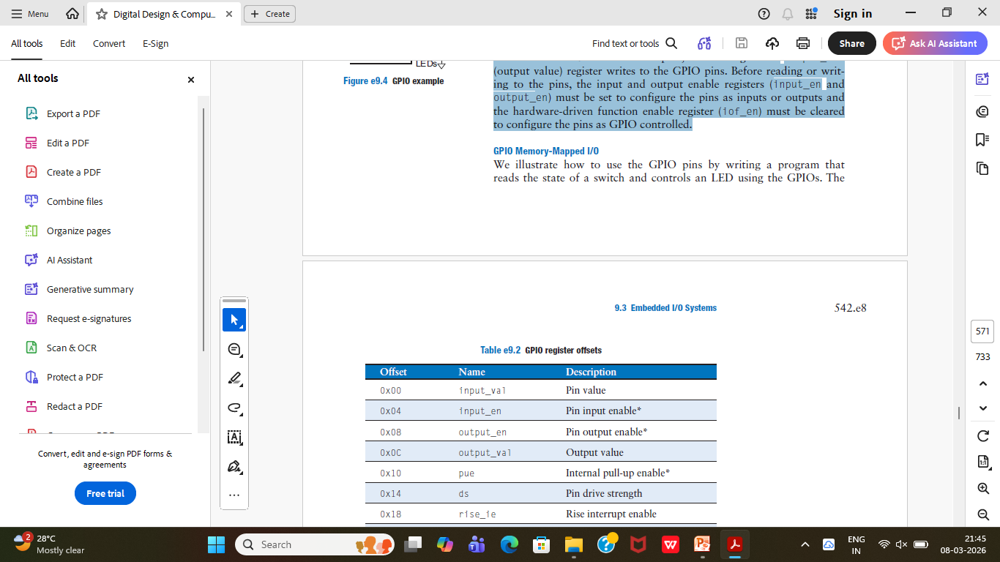 Menu
Digital Design & Compu...
Create
Sign in
All tools
Edit
Convert
E-Sign
Find text or tools
Share
Ask AI Assistant
All tools
Export a PDF
Edit a PDF
Create a PDF
Combine files
Organize pages
AI Assistant
Generative summary
Request e-signatures
Scan & OCR
Protect a PDF
Redact a PDF
Convert, edit and e-sign PDF forms &
agreements
Free trial
LEDs
Figure e9.4 GPIO example
(output value) register writes to the GPIO pins. Before reading or writ-
ing to the pins, the input and output enable registers (input_en and
output_en) must be set to configure the pins as inputs or outputs and
the hardware-driven function enable register (iof_en) must be cleared
to configure the pins as GPIO controlled.
GPIO Memory-Mapped I/O
We illustrate how to use the GPIO pins by writing a program that
reads the state of a switch and controls an LED using the GPIOs. The
9.3 Embedded I/O Systems
542.e8
Table e9.2 GPIO register offsets
Offset Name Description
0x00 input_val Pin value
0x04 input_en Pin input enable*
0x08 output_en Pin output enable*
0x0C output_val Output value
0x10 pue Internal pull-up enable*
0x14 ds Pin drive strength
0x18 rise_ie Rise interrupt enable
571
733
1:1
2
28°C
Mostly clear
Search
ENG
IN
21:45
08-03-2026